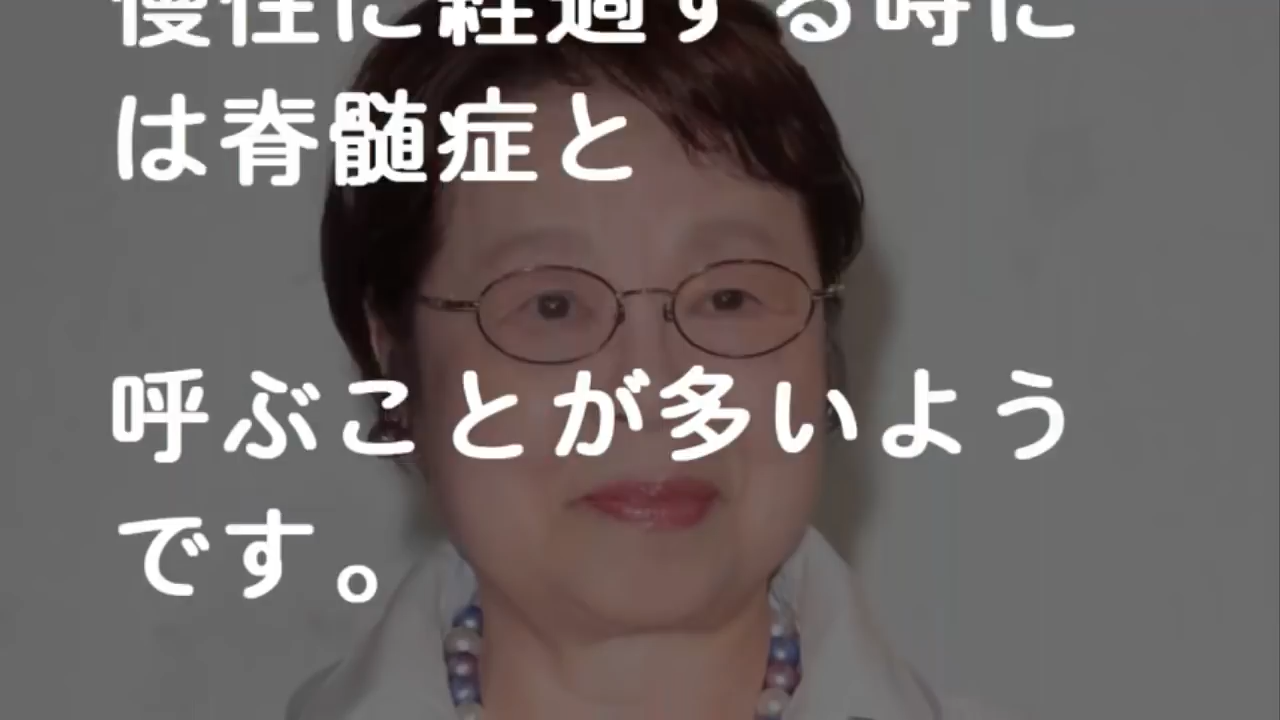 慢性に経過する時に
は脊髄症と
呼ぶことが多いよう
です。